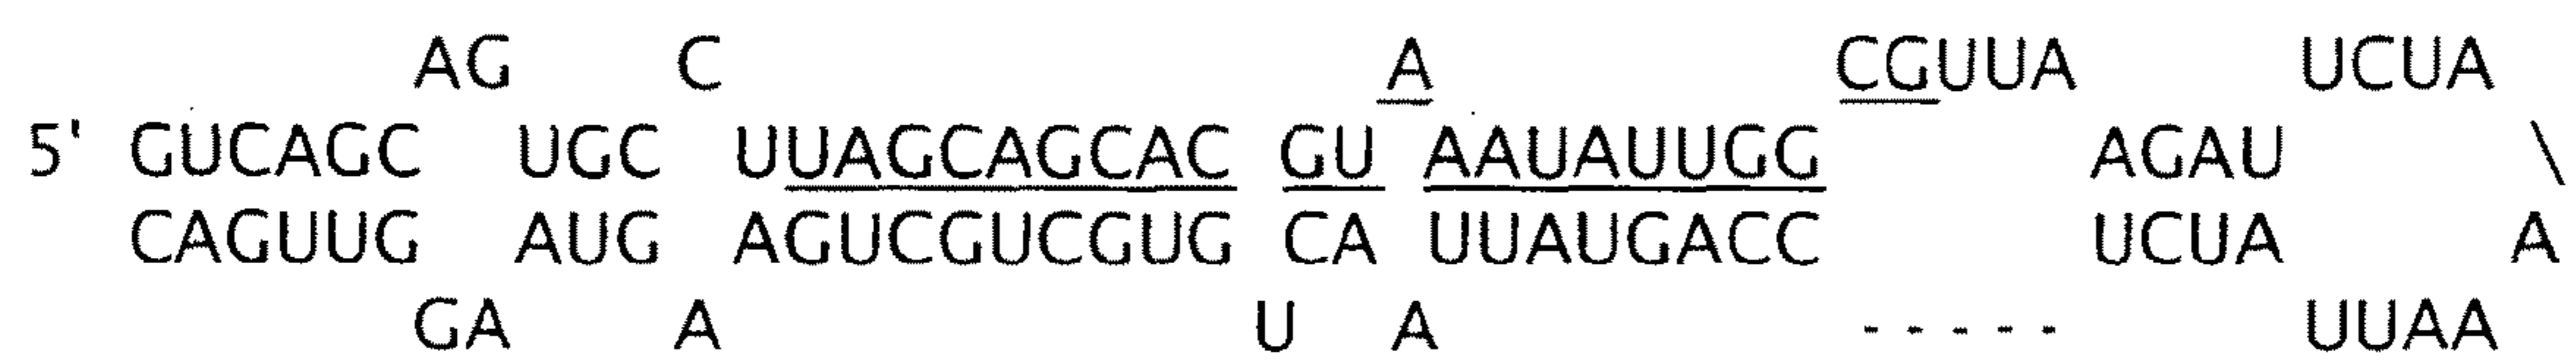 AG C A CGUUA UCUA
5' GUCAGC UGC UUAGCAGCAC GU AAUAUUGG AGAU \
CAGUUG AUG AGUCGUCGUG CA UUAUGACC UCUA A
GA A U A - - - - - UUAA